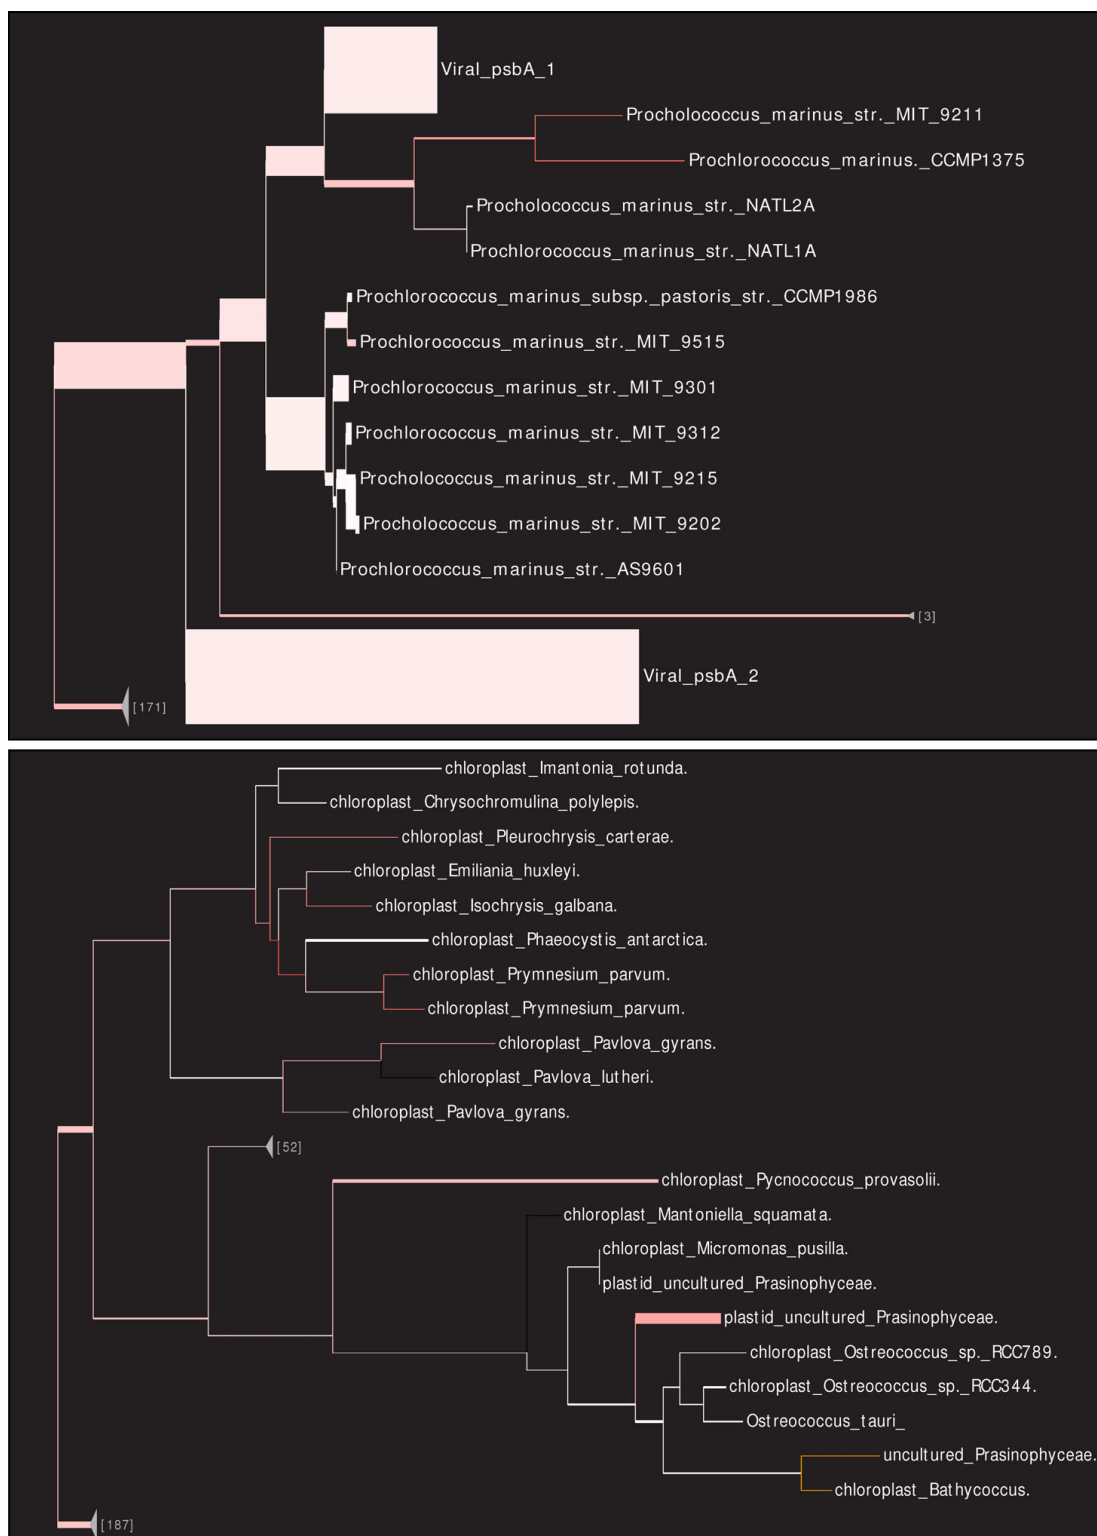 Viral_psbA_1
Procholococcus_marinus_str._MIT_9211
Prochlorococcus_marinus._CCMP1375
Procholococcus_marinus_str._NATL2A
Prochlorococcus_marinus_str._NATL1A
Prochlorococcus_marinus_subsp._pastoris_str._CCMP1986
Prochlorococcus_marinus_str._MIT_9515
Prochlorococcus_marinus_str._MIT_9301
Prochlorococcus_marinus_str._MIT_9312
Procholococcus_marinus_str._MIT_9215
Procholococcus_marinus_str._MIT_9202
Prochlorococcus_marinus_str._AS9601
[3]
Viral_psbA_2
[171]
chloroplast_Imantonia_rotunda.
chloroplast_Chrysochromulina_polylepis.
chloroplast_Pleurochrysis_carterae.
chloroplast_Emiliania_huxleyi.
chloroplast_Isochrysis_galbana.
chloroplast_Phaeocystis_antarctica.
chloroplast_Prymnesium_parvum.
chloroplast_Prymnesium_parvum.
chloroplast_Pavlova_gyrans.
chloroplast_Pavlova_lutheri.
chloroplast_Pavlova_gyrans.
[52]
chloroplast_Pycnococcus_provasolii.
chloroplast_Mantoniella_squamata.
chloroplast_Micromonas_pusilla.
plastid_uncultured_Prasinophyceae.
plastid_uncultured_Prasinophyceae.
chloroplast_Ostreococcus_sp._RCC789.
chloroplast_Ostreococcus_sp._RCC344.
Ostreococcus_tauri_
uncultured_Prasinophyceae.
chloroplast_Bathycoccus.
[187]